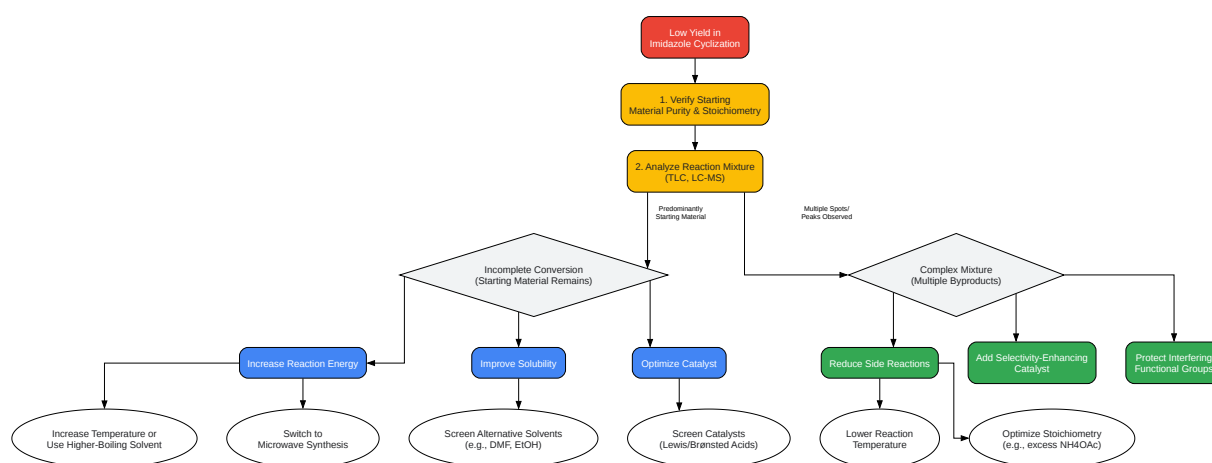 Low Yield in
Imidazole Cyclization
1. Verify Starting
Material Purity & Stoichiometry
2. Analyze Reaction Mixture
(TLC, LC-MS)
Predominantly
Starting Material
Multiple Spots/
Peaks Observed
Incomplete Conversion
(Starting Material Remains)
Complex Mixture
(Multiple Byproducts)
Increase Reaction Energy
Improve Solubility
Optimize Catalyst
Reduce Side Reactions
Add Selectivity-Enhancing
Catalyst
Protect Interfering
Functional Groups
Increase Temperature or
Use Higher-Boiling Solvent
Switch to
Microwave Synthesis
Screen Alternative Solvents
(e.g., DMF, EtOH)
Screen Catalysts
(Lewis/Brønsted Acids)
Lower Reaction
Temperature
Optimize Stoichiometry
(e.g., excess NH4OAc)